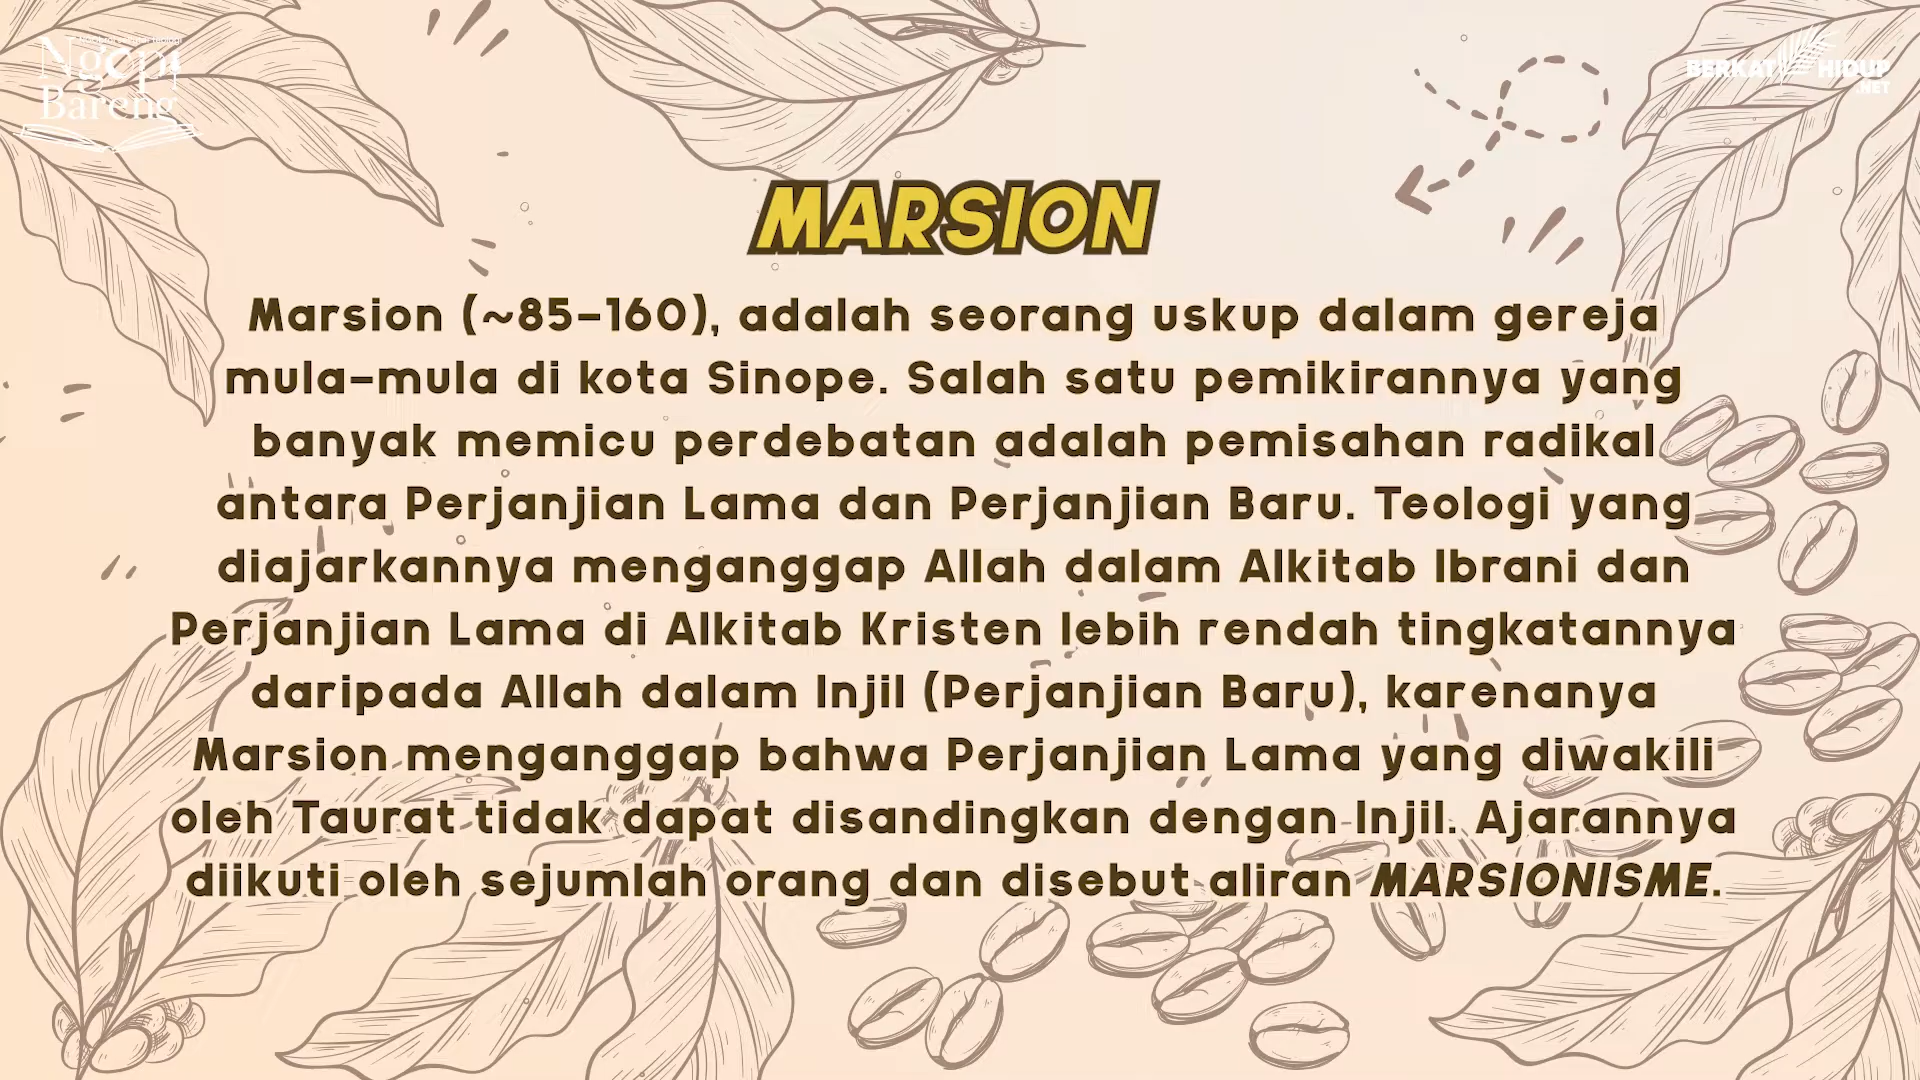 Ngopi
Bareng
BERKAT HIDUP
.NET
MARSION
Marsion (~85-160), adalah seorang uskup dalam gereja
mula-mula di kota Sinope. Salah satu pemikirannya yang
banyak memicu perdebatan adalah pemisahan radikal
antara Perjanjian Lama dan Perjanjian Baru. Teologi yang
diajarkannya menganggap Allah dalam Alkitab Ibrani dan
Perjanjian Lama di Alkitab Kristen lebih rendah tingkatannya
daripada Allah dalam Injil (Perjanjian Baru), karenanya
Marsion menganggap bahwa Perjanjian Lama yang diwakili
oleh Taurat tidak dapat disandingkan dengan Injil. Ajarannya
diikuti oleh sejumlah orang dan disebut aliran MARSIONISME.